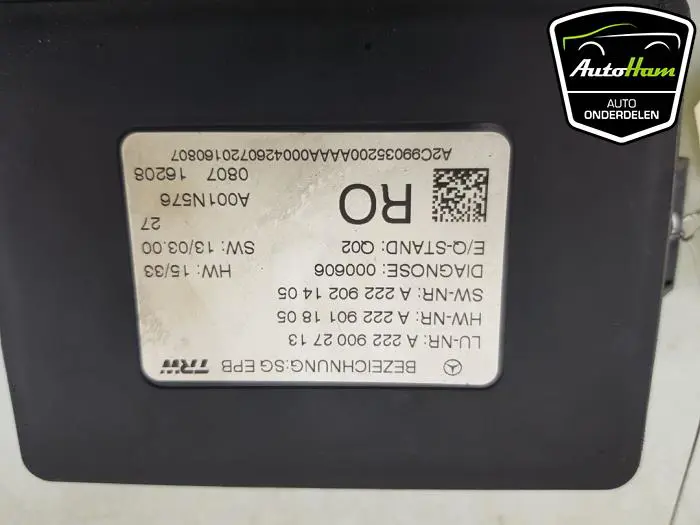 AutoHam
AUTO
ONDERDELEN
BEZEICHNUNG:SG EPB TRW
LU-NR: A 222 900 27 13
HW-NR: A 222 901 18 05
SW-NR: A 222 902 14 05
DIAGNOSE: 000606 HW: 15/33
E/Q-STAND: Q02 SW: 13/03.00
27
RO A001N576
0807 16208
A2C99035200AAAAA0004260720160807